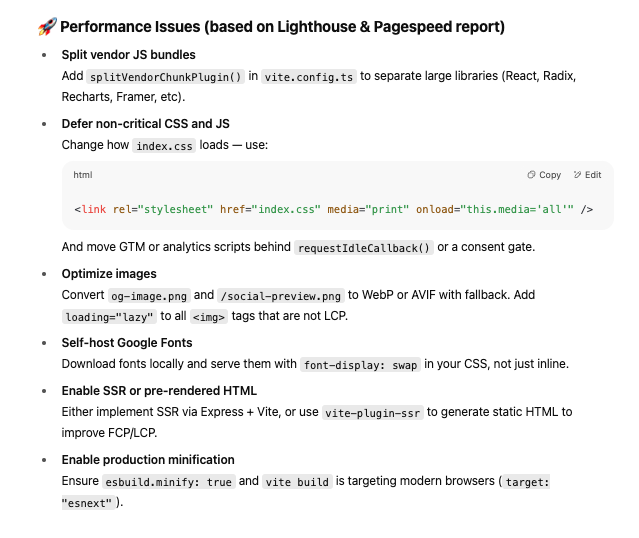 🚀 Performance Issues (based on Lighthouse & Pagespeed report)
• Split vendor JS bundles
Add splitVendorChunkPlugin() in vite.config.ts to separate large libraries (React, Radix,
Recharts, Framer, etc).
• Defer non-critical CSS and JS
Change how index.css loads — use:
html Copy Edit
<link rel="stylesheet" href="index.css" media="print" onload="this.media='all'" />
And move GTM or analytics scripts behind requestIdleCallback() or a consent gate.
• Optimize images
Convert og-image.png and /social-preview.png to WebP or AVIF with fallback. Add
loading="lazy" to all <img> tags that are not LCP.
• Self-host Google Fonts
Download fonts locally and serve them with font-display: swap in your CSS, not just inline.
• Enable SSR or pre-rendered HTML
Either implement SSR via Express + Vite, or use vite-plugin-ssr to generate static HTML to
improve FCP/LCP.
• Enable production minification
Ensure esbuild.minify: true and vite build is targeting modern browsers ( target:
"esnext" ).